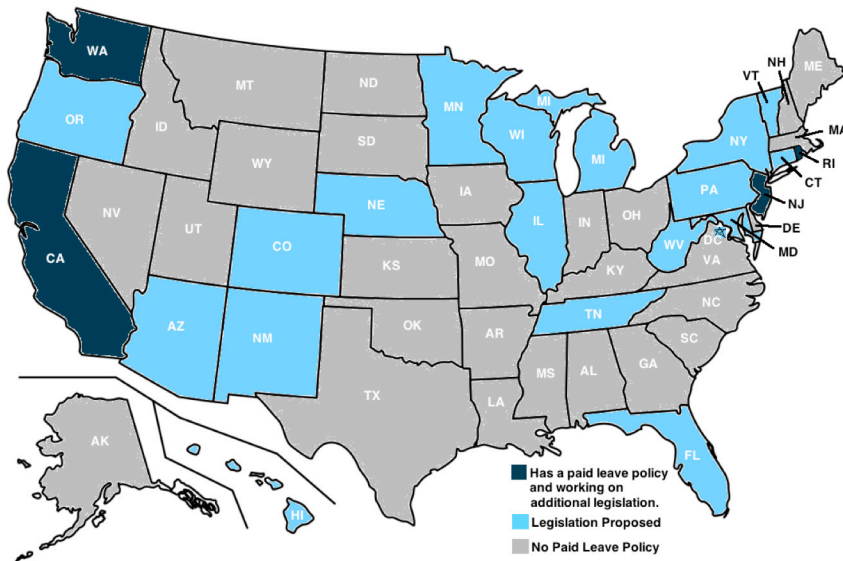 WA
MT
ND
MN
MI
VT
NH
ME
OR
ID
SD
WI
NY
MA
WY
MI
RI
IA
PA
CT
NV
NE
NJ
UT
IL
IN
OH
DE
CO
WV
DC
MD
CA
KS
MO
VA
KY
NC
AZ
NM
OK
AR
TN
SC
TX
MS
AL
GA
LA
AK
FL
HI
Has a paid leave policy
and working on
additional legislation.
Legislation Proposed
No Paid Leave Policy